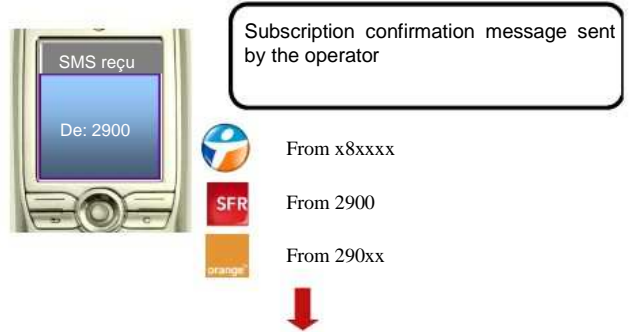 SMS reçu
De: 2900
Subscription confirmation message sent
by the operator
From x8xxxx
SFR
From 2900
orange
From 290xx